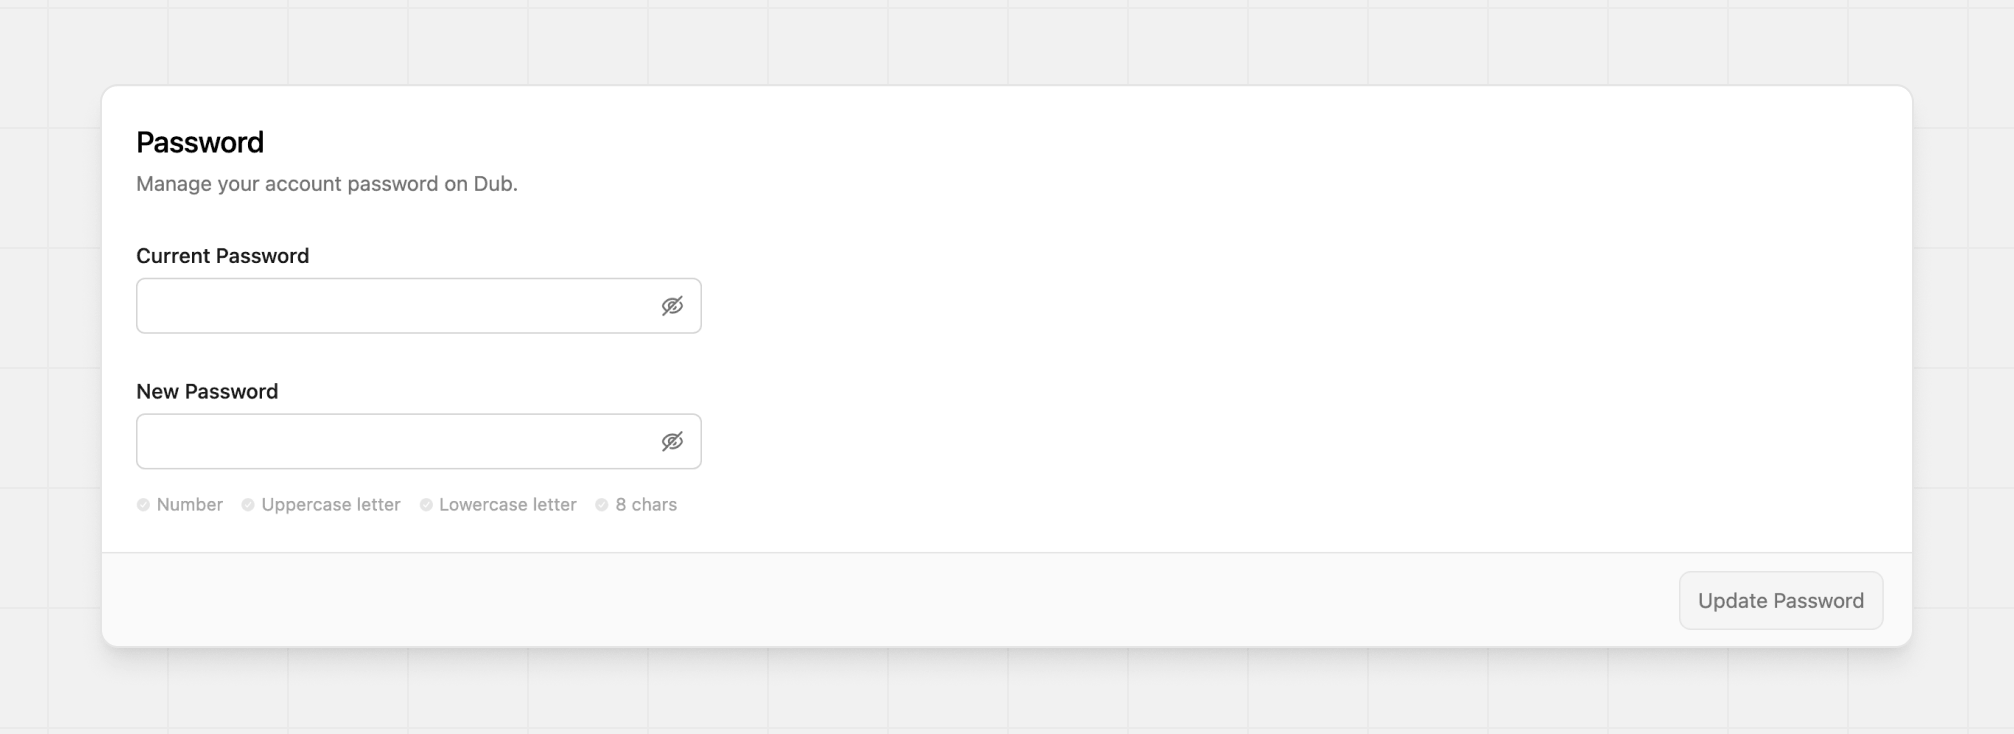 Password
Manage your account password on Dub.
Current Password
New Password
Number Uppercase letter Lowercase letter 8 chars
Update Password